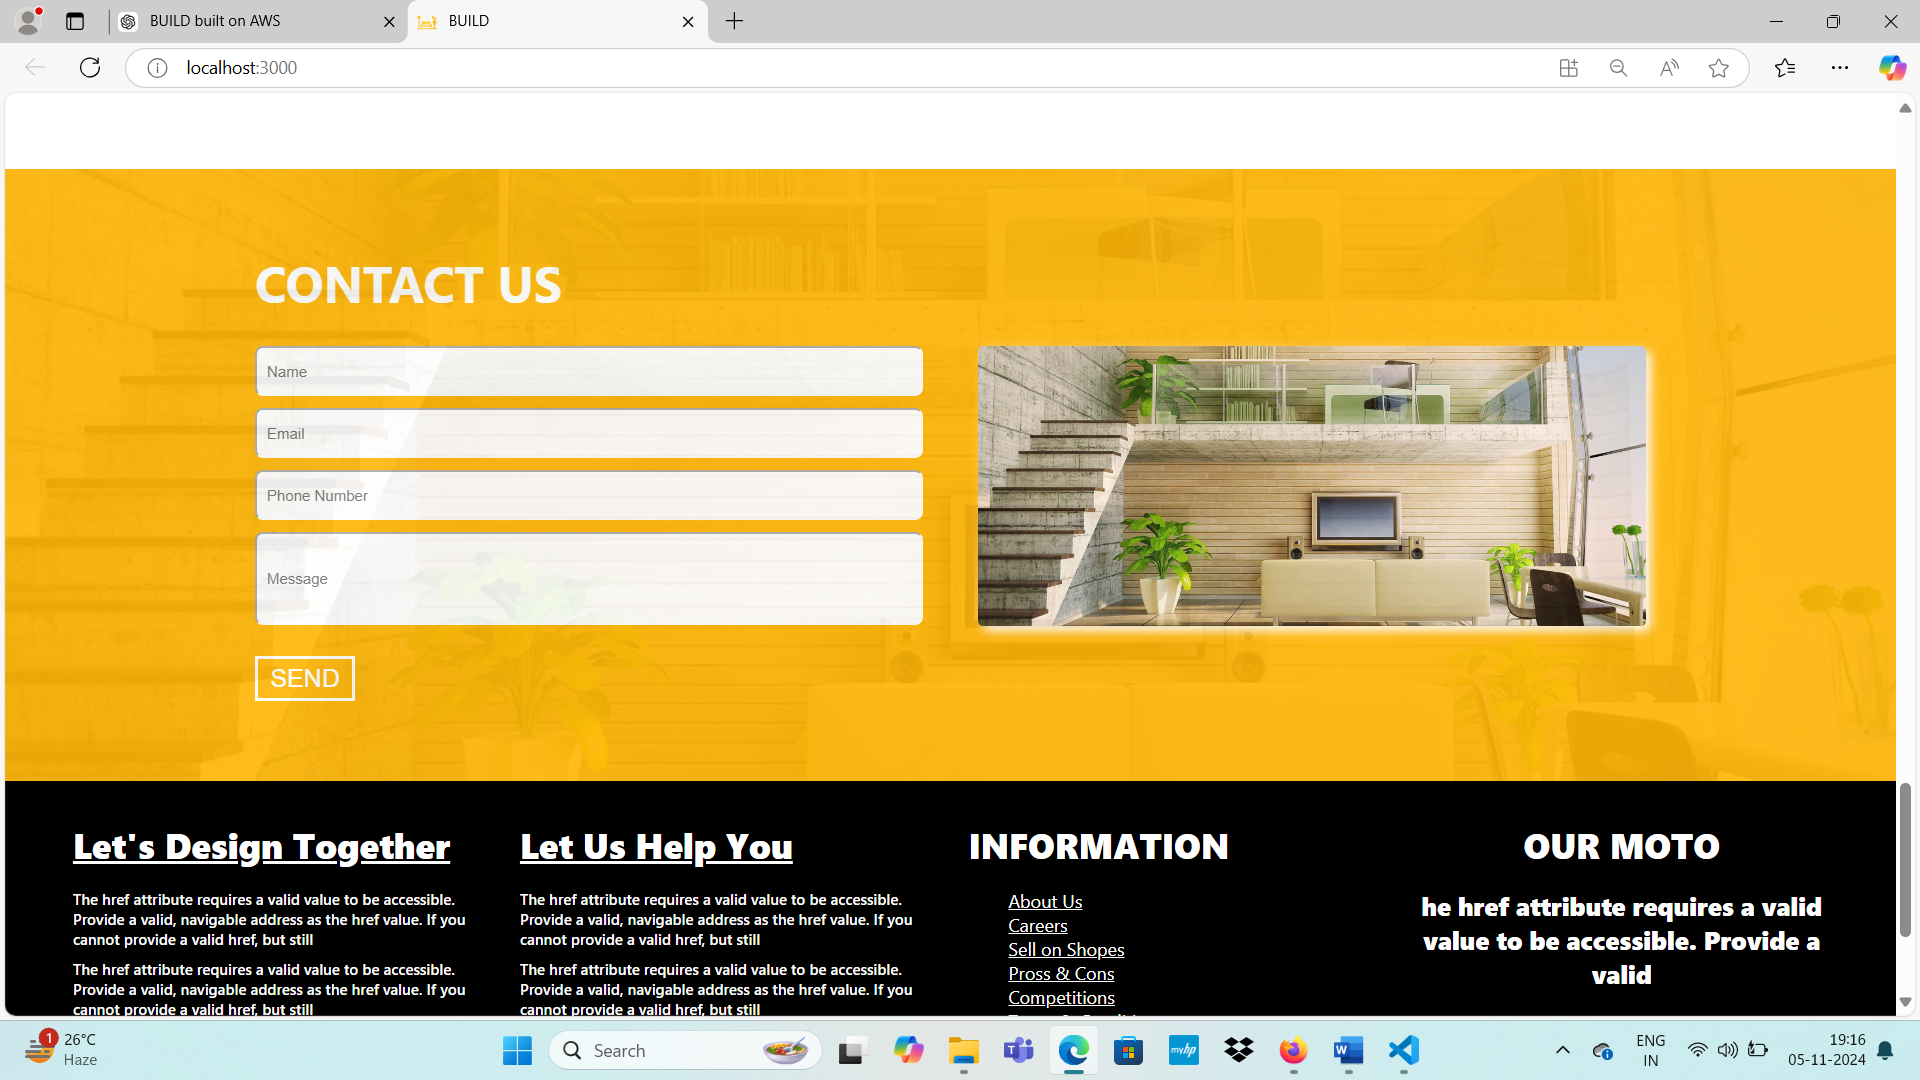 BUILD built on AWS
BUILD
localhost:3000
CONTACT US
Name
Email
Phone Number
Message
SEND
Let's Design Together
The href attribute requires a valid value to be accessible.
Provide a valid, navigable address as the href value. If you
cannot provide a valid href, but still
The href attribute requires a valid value to be accessible.
Provide a valid, navigable address as the href value. If you
cannot provide a valid href, but still
Let Us Help You
The href attribute requires a valid value to be accessible.
Provide a valid, navigable address as the href value. If you
cannot provide a valid href, but still
The href attribute requires a valid value to be accessible.
Provide a valid, navigable address as the href value. If you
cannot provide a valid href, but still
INFORMATION
About Us
Careers
Sell on Shopes
Pross & Cons
Competitions
OUR MOTO
he href attribute requires a valid
value to be accessible. Provide a
valid
1
26°C
Haze
Search
myhp
ENG
IN
19:16
05-11-2024